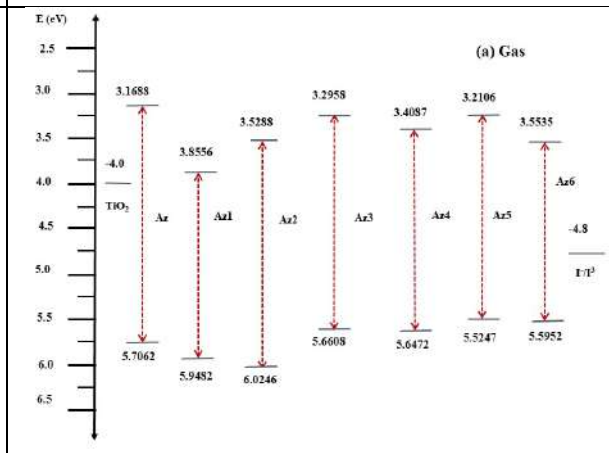 E (eV)
(a) Gas
2.5
3.0
3.5
4.0
4.5
5.0
5.5
6.0
6.5
-4.0
TiO₂
3.1688
Az
5.7062
3.8556
Az1
5.9482
3.5288
Az2
6.0246
3.2958
Az3
5.6608
3.4087
Az4
5.6472
3.2106
Az5
5.5247
3.5535
Az6
5.5952
-4.8
I⁻/I³